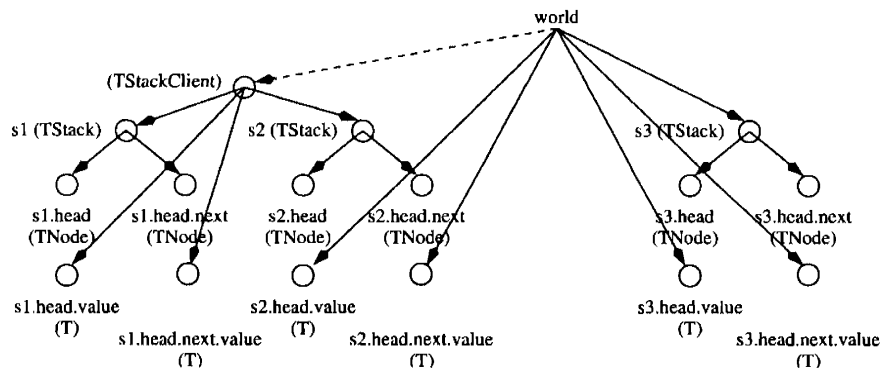 world
(TStackClient)
s1 (TStack)
s2 (TStack)
s3 (TStack)
s1.head
(TNode)
s1.head.next
(TNode)
s2.head
(TNode)
s2.head.next
(TNode)
s3.head
(TNode)
s3.head.next
(TNode)
s1.head.value
(T)
s1.head.next.value
(T)
s2.head.value
(T)
s2.head.next.value
(T)
s3.head.value
(T)
s3.head.next.value
(T)